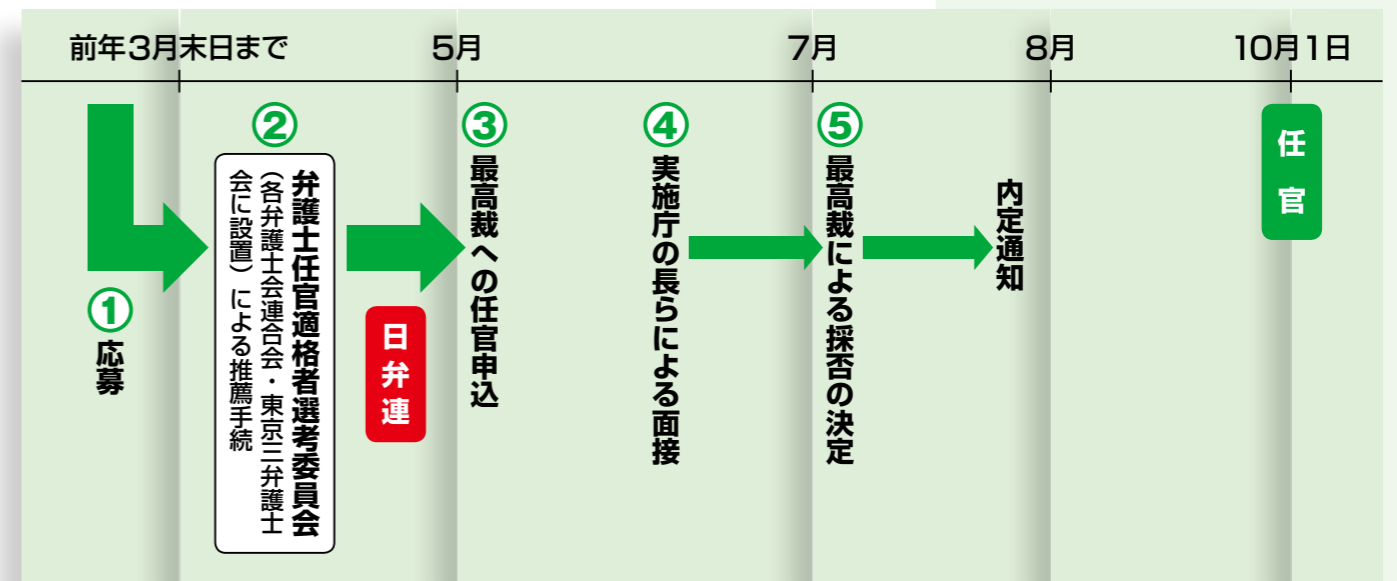 前年3月末日まで
5月
7月
8月
10月1日
①
応募
②
弁護士任官適格者選考委員会
（各弁護士会連合会・東京三弁護士
会に設置）による推薦手続
日弁連
③
最高裁への任官申込
④
実施庁の長らによる面接
⑤
最高裁による採否の決定
内定通知
任官